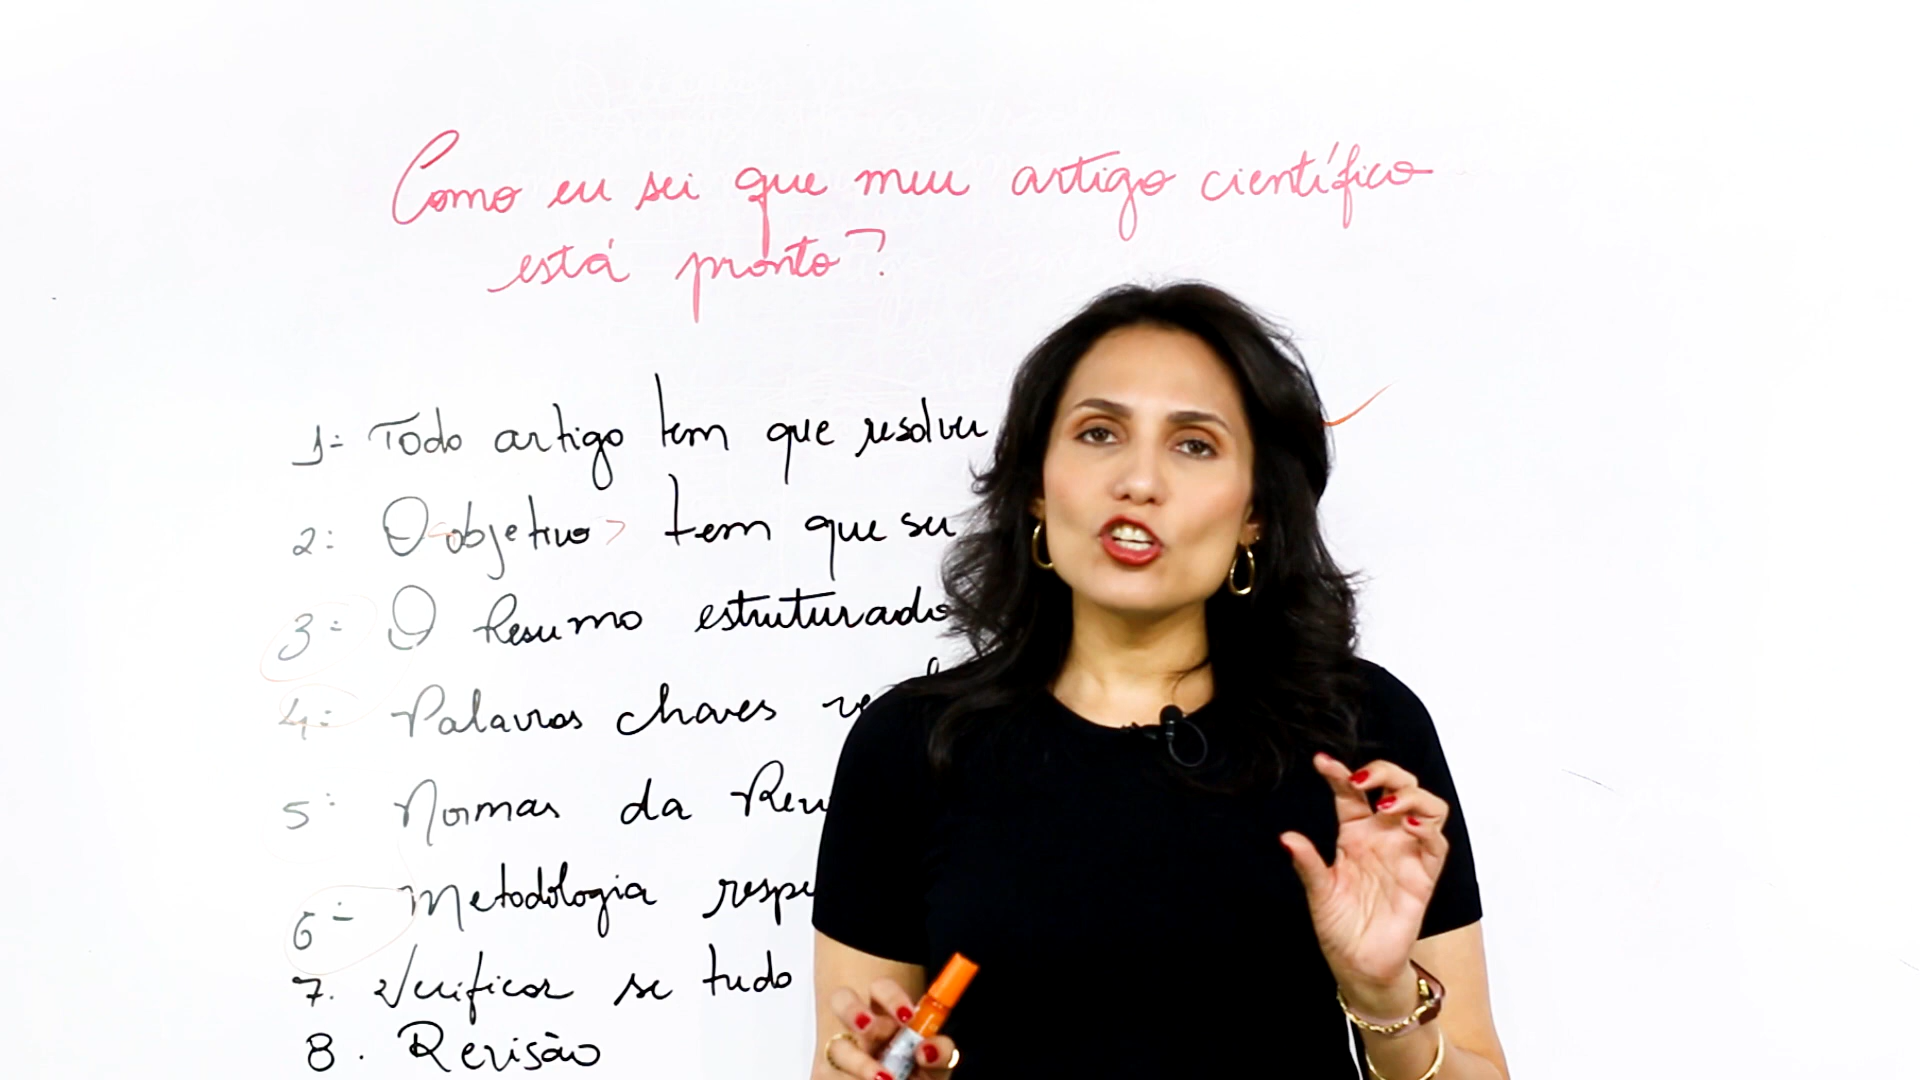 Como eu sei que meu artigo científico
está pronto?
1- Todo artigo tem que resolver
2- O objetivo tem que ser
3- O Resumo estruturado
4- Palavras chaves
5- Normas da
6- Metodologia
7. Verificar se tudo
8. Revisão